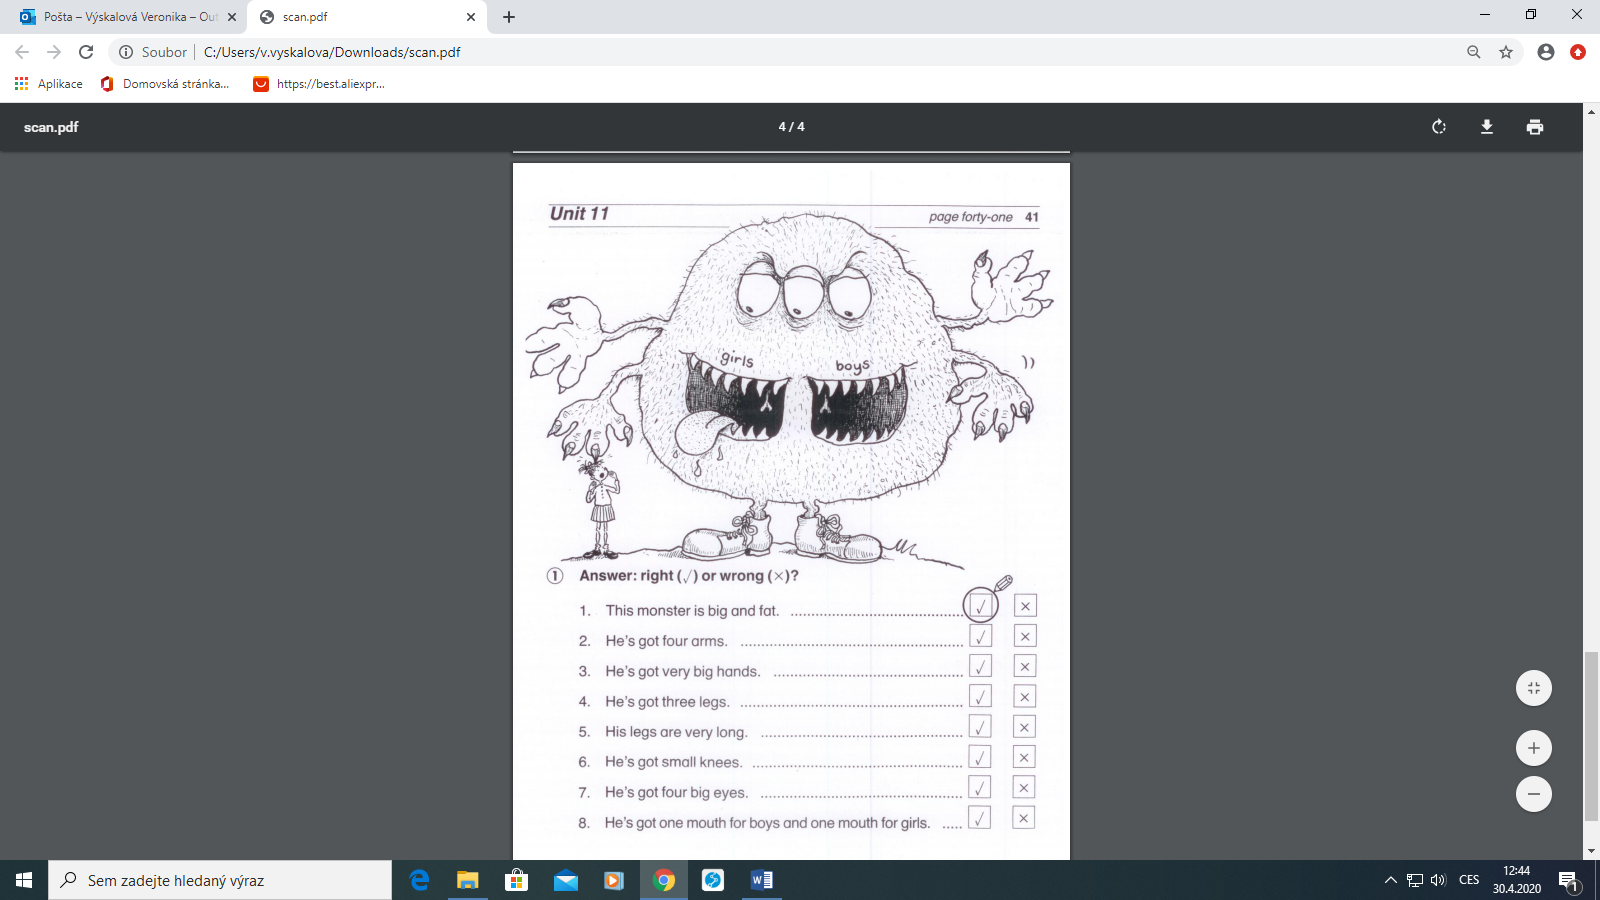 Pošta – Výskalová Veronika – Out
scan.pdf
Soubor
C:/Users/v.vyskalova/Downloads/scan.pdf
Aplikace
Domovská stránka...
https://best.aliexpr...
scan.pdf
4 / 4
Unit 11
page forty-one 41
girls
boys
1 Answer: right (√) or wrong (×)?
1. This monster is big and fat. √ ×
2. He's got four arms. √ ×
3. He's got very big hands. √ ×
4. He's got three legs. √ ×
5. His legs are very long. √ ×
6. He's got small knees. √ ×
7. He's got four big eyes. √ ×
8. He's got one mouth for boys and one mouth for girls. √ ×
Sem zadejte hledaný výraz
CES
12:44
30.4.2020
1